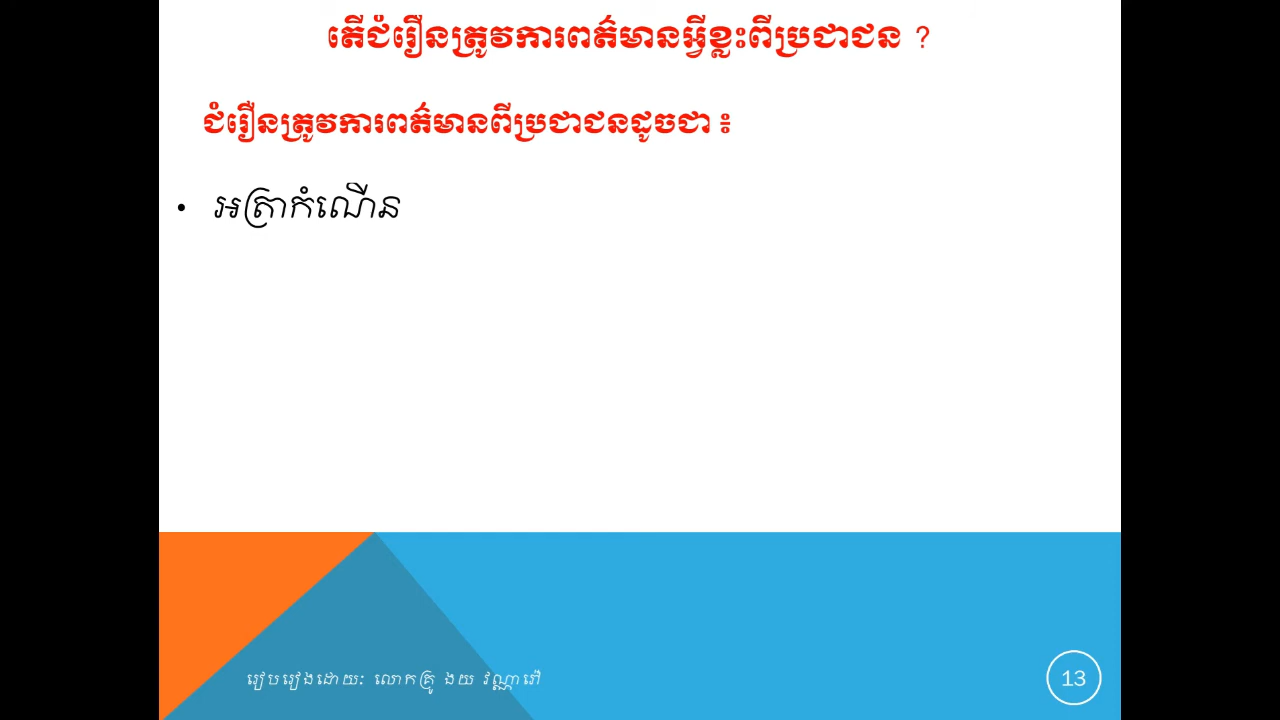 តើជំរឿនត្រូវការពត៌មានអ្វីខ្លះពីប្រជាជន ?
ជំរឿនត្រូវការពត៌មានពីប្រជាជនដូចជា ៖
• អត្រាកំណើន
រៀបរៀងដោយ: លោកគ្រូ ងយ វណ្ណារ៉ៅ
13